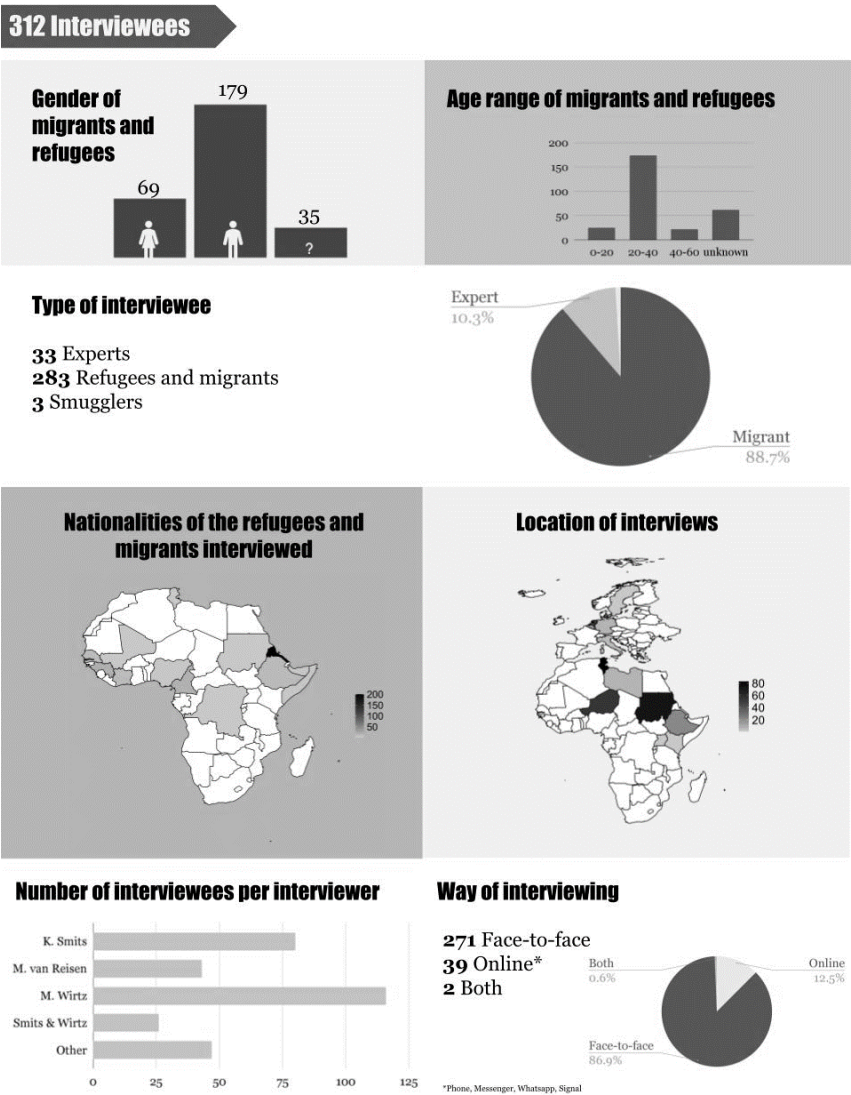 312 Interviewees
Gender of
migrants and
refugees
69
179
35
?
Age range of migrants and refugees
200
150
100
50
0
0-20
20-40
40-60
unknown
Type of interviewee
33 Experts
283 Refugees and migrants
3 Smugglers
Expert
10.3%
Migrant
88.7%
Nationalities of the refugees and
migrants interviewed
200
150
100
50
Location of interviews
80
60
40
20
Number of interviewees per interviewer
K. Smits
M. van Reisen
M. Wirtz
Smits & Wirtz
Other
0
25
50
75
100
125
Way of interviewing
271 Face-to-face
39 Online*
2 Both
Both
0.6%
Online
12.5%
Face-to-face
86.9%
*Phone, Messenger, Whatsapp, Signal